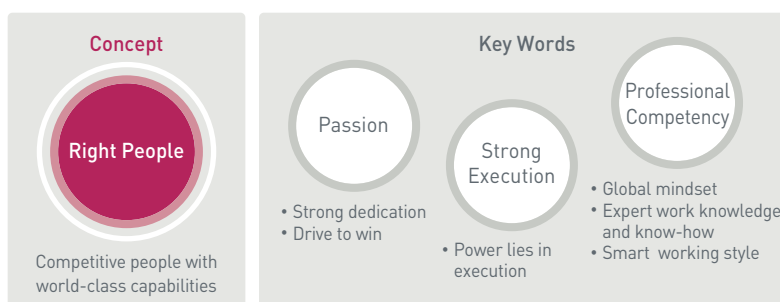 Concept
Right People
Competitive people with
world-class capabilities
Key Words
Passion
• Strong dedication
• Drive to win
Strong
Execution
• Power lies in
execution
Professional
Competency
• Global mindset
• Expert work knowledge
and know-how
• Smart working style